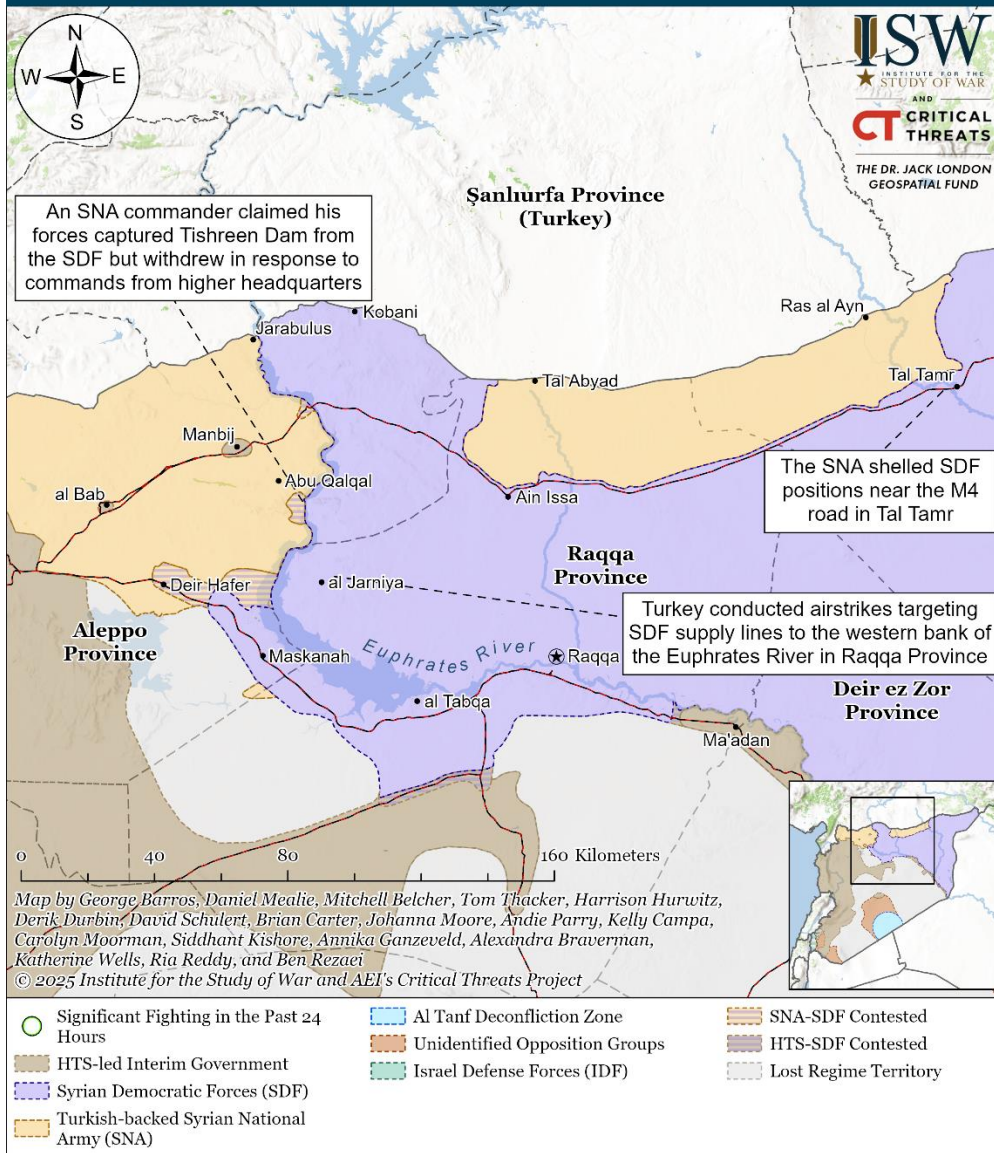 N
W
E
S
ISW
INSTITUTE FOR THE
STUDY OF WAR
AND
CT CRITICAL
THREATS
THE DR. JACK LONDON
GEOSPATIAL FUND
Şanlıurfa Province
(Turkey)
An SNA commander claimed his
forces captured Tishreen Dam from
the SDF but withdrew in response to
commands from higher headquarters
Kobani
Ras al Ayn
Jarabulus
Tal Abyad
Tal Tamr
Manbij
Abu Qalqal
al Bab
Ain Issa
The SNA shelled SDF
positions near the M4
road in Tal Tamr
Raqqa
Province
Deir Hafer
al Jarniya
Turkey conducted airstrikes targeting
SDF supply lines to the western bank of
the Euphrates River in Raqqa Province
Aleppo
Province
Maskanah
Euphrates River
Raqqa
al Tabqa
Deir ez Zor
Province
Ma'adan
0 40 80 160 Kilometers
Map by George Barros, Daniel Mealie, Mitchell Belcher, Tom Thacker, Harrison Hurwitz,
Derik Durbin, David Schulert, Brian Carter, Johanna Moore, Andie Parry, Kelly Campa,
Carolyn Moorman, Siddhant Kishore, Annika Ganzeveld, Alexandra Braverman,
Katherine Wells, Ria Reddy, and Ben Rezaei
© 2025 Institute for the Study of War and AEI's Critical Threats Project
Significant Fighting in the Past 24
Hours
HTS-led Interim Government
Syrian Democratic Forces (SDF)
Turkish-backed Syrian National
Army (SNA)
Al Tanf Deconfliction Zone
Unidentified Opposition Groups
Israel Defense Forces (IDF)
SNA-SDF Contested
HTS-SDF Contested
Lost Regime Territory